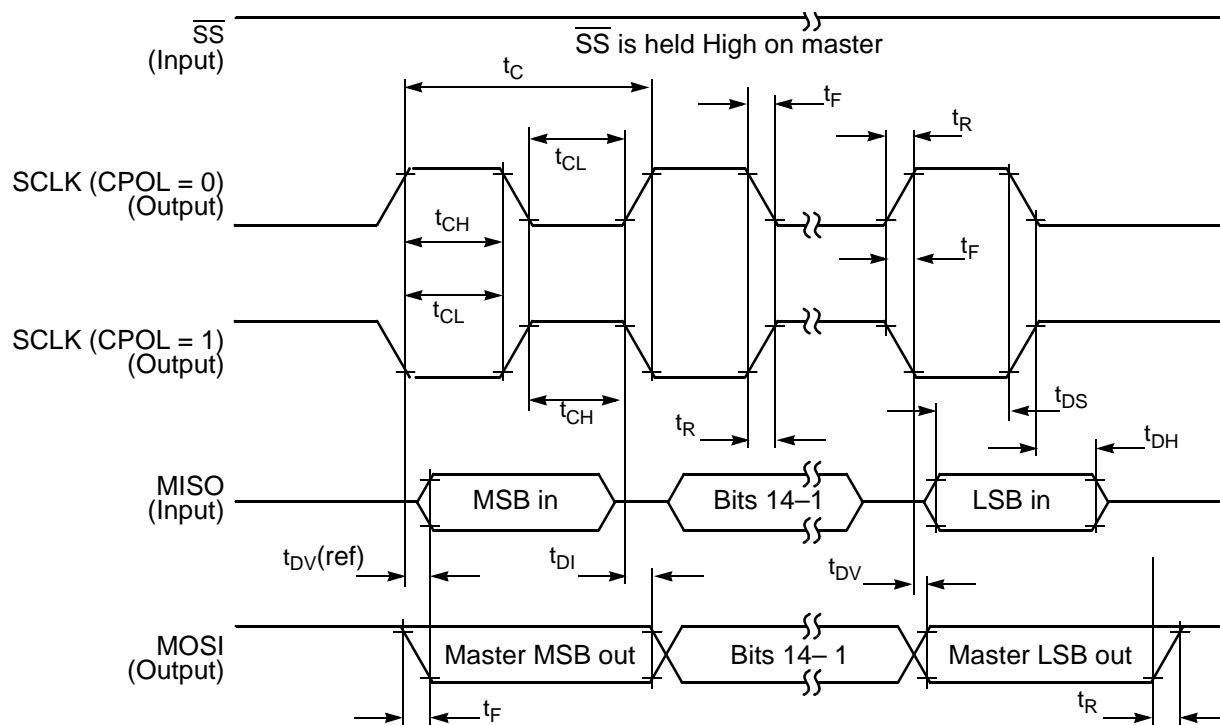 SS
(Input)
SS is held High on master
tC
tF
tR
tCL
SCLK (CPOL = 0)
(Output)
tCH
tF
tCL
SCLK (CPOL = 1)
(Output)
tCH
tR
tDS
tDH
MISO
(Input)
MSB in
Bits 14–1
LSB in
tDV(ref)
tDI
tDV
MOSI
(Output)
Master MSB out
Bits 14– 1
Master LSB out
tF
tR